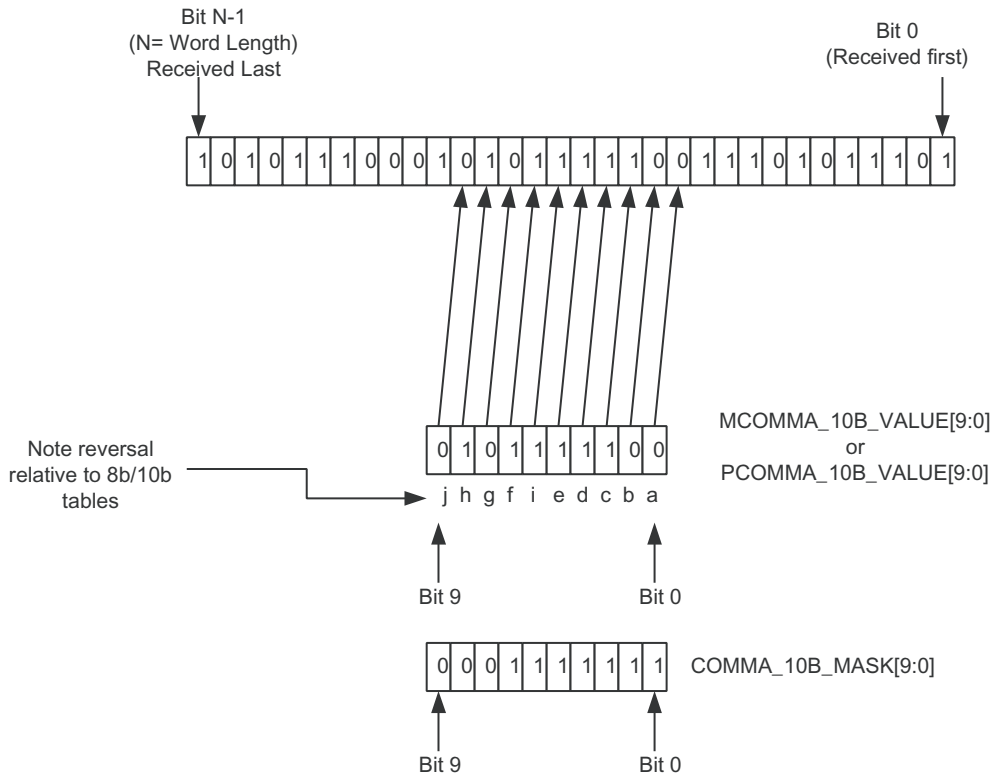 Bit N-1
(N= Word Length)
Received Last
Bit 0
(Received first)
1 0 1 0 1 1 1 0 0 0 1 0 1 0 1 1 1 1 1 0 0 1 1 1 0 1 0 1 1 1 0 1
0 1 0 1 1 1 1 1 0 0
MCOMMA_10B_VALUE[9:0]
or
PCOMMA_10B_VALUE[9:0]
Note reversal
relative to 8b/10b
tables
j h g f i e d c b a
Bit 9
Bit 0
0 0 0 1 1 1 1 1 1 1
COMMA_10B_MASK[9:0]
Bit 9
Bit 0